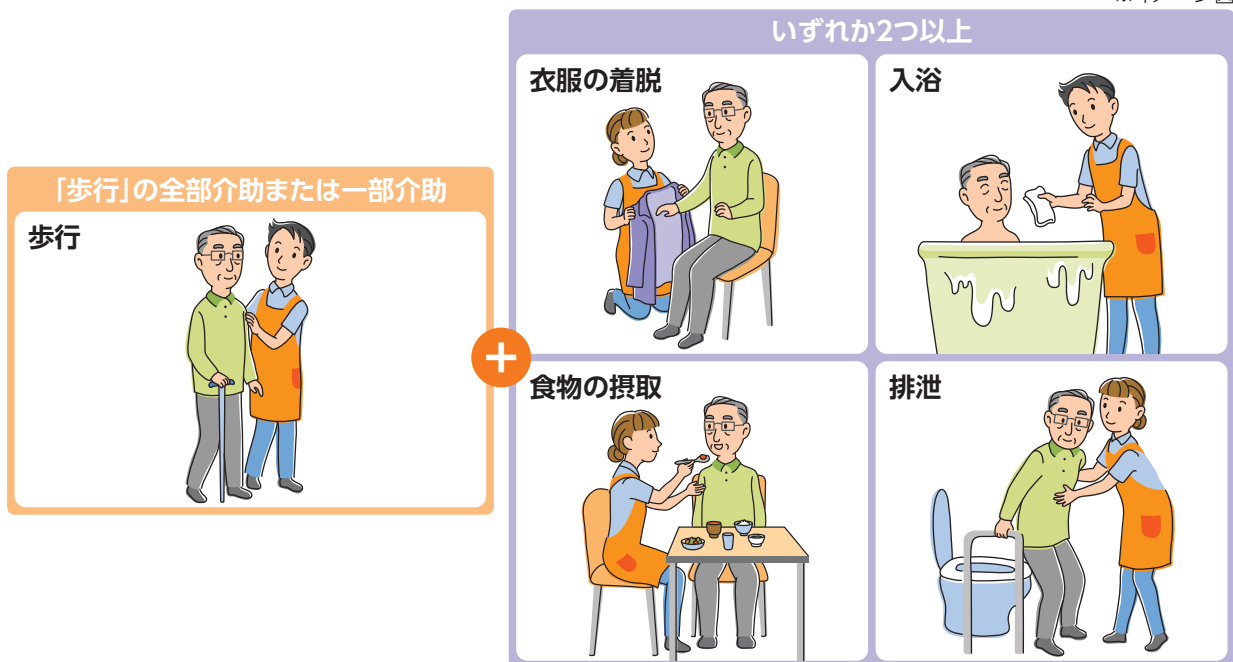 いずれか2つ以上
衣服の着脱
入浴
「歩行」の全部介助または一部介助
歩行
+
食物の摂取
排泄